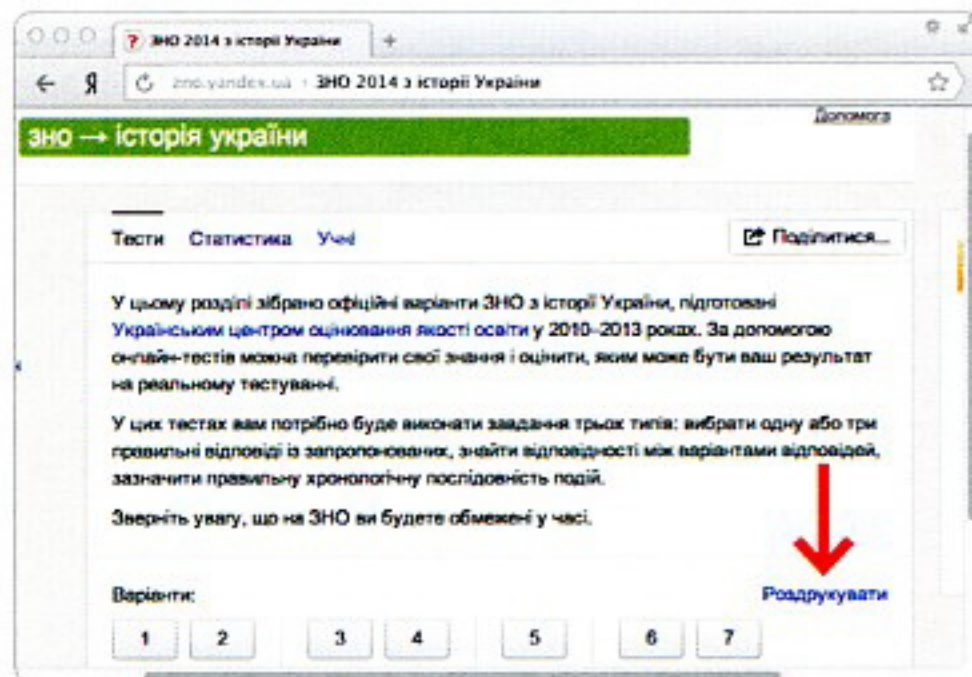 ЗНО 2014 з історії України
zno.yandex.ua ЗНО 2014 з історії України
Допомога
зно → історія україни
Тести Статистика Учні Поділитися...
У цьому розділі зібрано офіційні варіанти ЗНО з історії України, підготовані
Українським центром оцінювання якості освіти у 2010–2013 роках. За допомогою
онлайн-тестів можна перевірити свої знання і оцінити, яким може бути ваш результат
на реальному тестуванні.
У цих тестах вам потрібно буде виконати завдання трьох типів: вибрати одну або три
правильні відповіді із запропонованих, знайти відповідності між варіантами відповідей,
зазначити правильну хронологічну послідовність подій.
Зверніть увагу, що на ЗНО ви будете обмежені у часі.
Варіанти: Роздрукувати
1 2 3 4 5 6 7